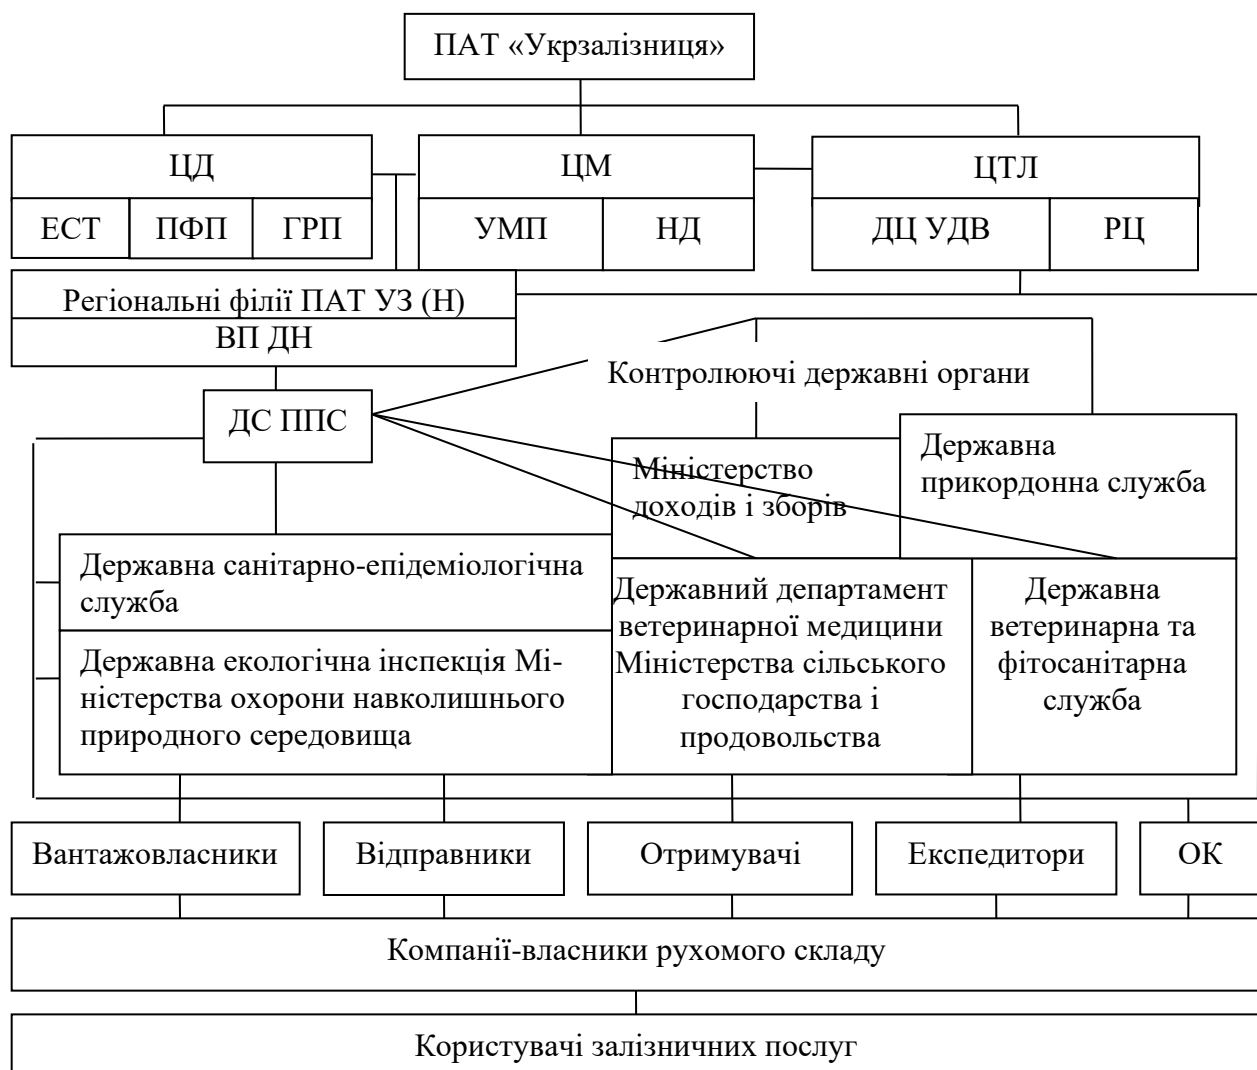 ПАТ «Укрзалізниця»
ЦД
ЦМ
ЦТЛ
ЕСТ
ПФП
ГРП
УМП
НД
ДЦ УДВ
РЦ
Регіональні філії ПАТ УЗ (Н)
ВП ДН
Контролюючі державні органи
ДС ППС
Міністерство
доходів і зборів
Державна
прикордонна служба
Державна санітарно-епідеміологічна
служба
Державна екологічна інспекція Мі-
ністерства охорони навколишнього
природного середовища
Державний департамент
ветеринарної медицини
Міністерства сільського
господарства і
продовольства
Державна
ветеринарна та
фітосанітарна
служба
Вантажовласники
Відправники
Отримувачі
Експедитори
ОК
Компанії-власники рухомого складу
Користувачі залізничних послуг